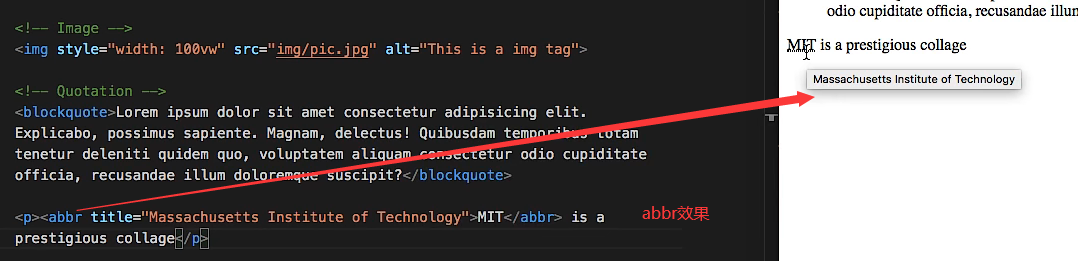 <!-- Image -->
<img style="width: 100vw" src="img/pic.jpg" alt="This is a img tag">
<!-- Quotation -->
<blockquote>Lorem ipsum dolor sit amet consectetur adipisicing elit.
Explicabo, possimus sapiente. Magnam, delectus! Quibusdam temporibus totam
tenetur deleniti quidem quo, voluptatem aliquam consectetur odio cupiditate
officia, recusandae illum doloremque suscipit?</blockquote>
<p><abbr title="Massachusetts Institute of Technology">MIT</abbr> is a
prestigious collage</p>
abbr效果
odio cupiditate officia, recusandae illum
MIT is a prestigious collage
Massachusetts Institute of Technology